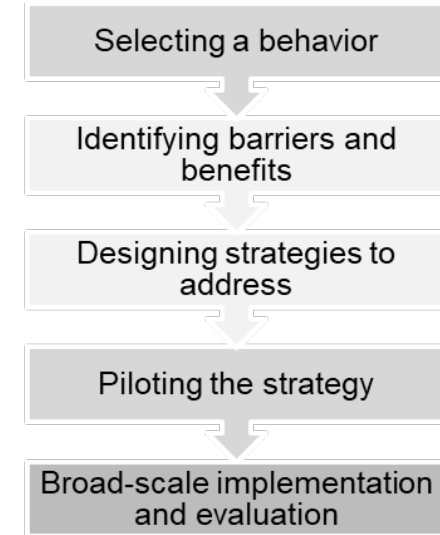 Selecting a behavior
Identifying barriers and
benefits
Designing strategies to
address
Piloting the strategy
Broad-scale implementation
and evaluation